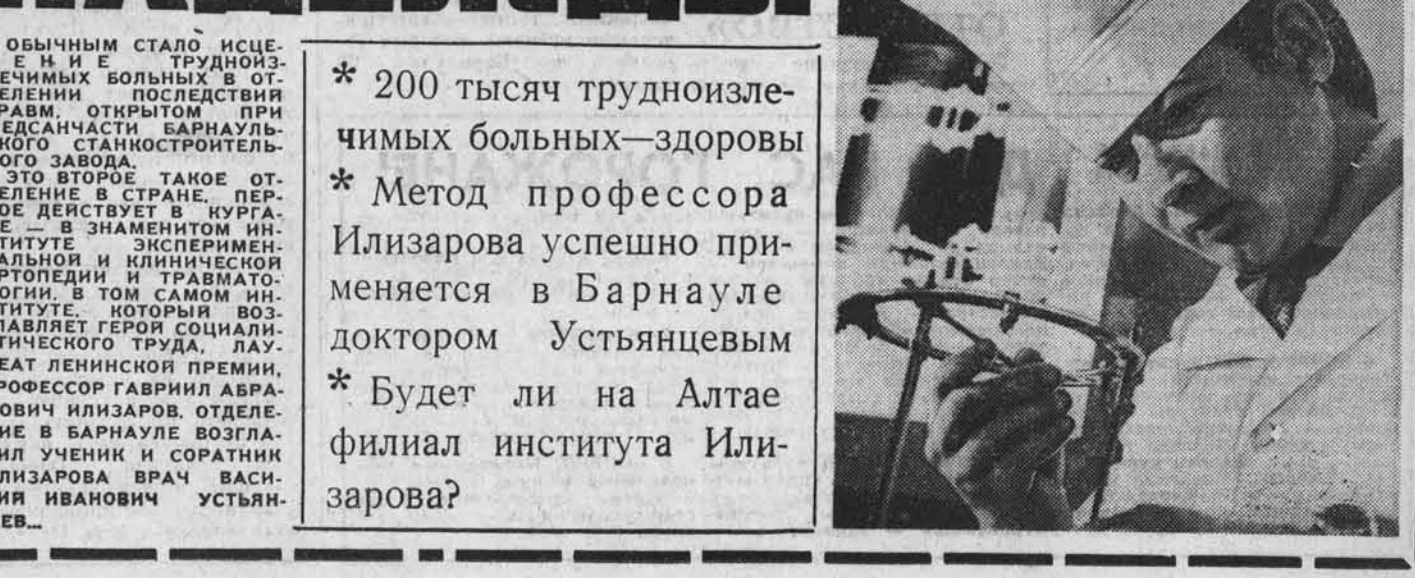 НАДЕЖДЫ
ОБЫЧНЫМ СТАЛО ИСЦЕ-
ЕНИЕ ТРУДНОИЗ-
ЕЧИМЫХ БОЛЬНЫХ В ОТ-
ЕЛЕНИИ ПОСЛЕДСТВИЙ
РАВМ, ОТКРЫТОМ ПРИ
ЕДСАНЧАСТИ БАРНАУЛЬ-
КОГО СТАНКОСТРОИТЕЛЬ-
ОГО ЗАВОДА.
ЭТО ВТОРОЕ ТАКОЕ ОТ-
ЕЛЕНИЕ В СТРАНЕ. ПЕР-
ОЕ ДЕЙСТВУЕТ В КУРГА-
Е — В ЗНАМЕНИТОМ ИН-
ТИТУТЕ ЭКСПЕРИМЕН-
АЛЬНОЙ И КЛИНИЧЕСКОЙ
РТОПЕДИИ И ТРАВМАТО-
ОГИИ. В ТОМ САМОМ ИН-
ТИТУТЕ, КОТОРЫЙ ВОЗ-
ЛАВЛЯЕТ ГЕРОЙ СОЦИАЛИ-
ТИЧЕСКОГО ТРУДА, ЛАУ-
ЕАТ ЛЕНИНСКОЙ ПРЕМИИ,
РОФЕССОР ГАВРИИЛ АБРА-
ОВИЧ ИЛИЗАРОВ. ОТДЕЛЕ-
ИЕ В БАРНАУЛЕ ВОЗГЛА-
ИЛ УЧЕНИК И СОРАТНИК
ЛИЗАРОВА ВРАЧ ВАСИ-
ИЙ ИВАНОВИЧ УСТЬЯН-
ЕВ...
* 200 тысяч трудноизле-
чимых больных—здоровы
* Метод профессора
Илизарова успешно при-
меняется в Барнауле
доктором Устьянцевым
* Будет ли на Алтае
филиал института Или-
зарова?